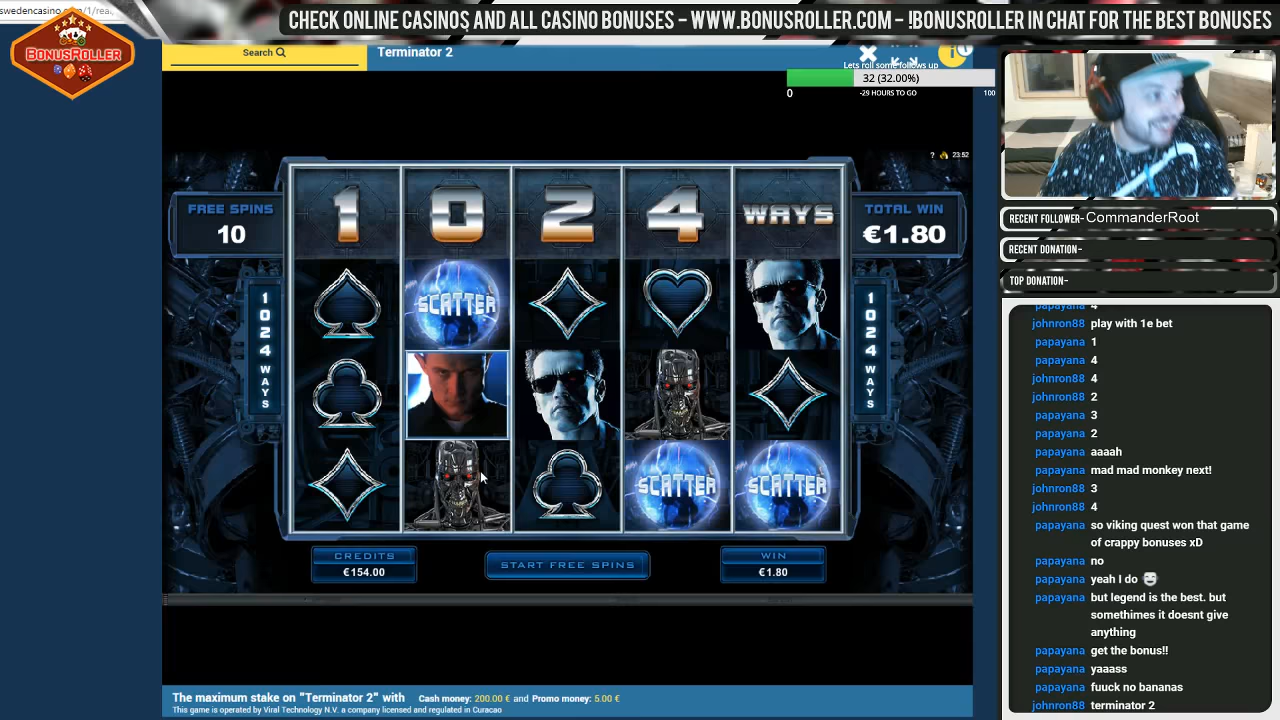 CHECK ONLINE CASINOS AND ALL CASINO BONUSES - WWW.BONUSROLLER.COM - !BONUSROLLER IN CHAT FOR THE BEST BONUSES
BONUSROLLER
Search
Terminator 2
Lets roll some follows up
32 (32.00%)
0
-29 HOURS TO GO
100
? 23:52
FREE SPINS
10
1 0 2 4 WAYS
TOTAL WIN
€1.80
1024 WAYS
1024 WAYS
SCATTER
SCATTER
SCATTER
CREDITS
€154.00
START FREE SPINS
WIN
€1.80
The maximum stake on "Terminator 2" with Cash money: 200.00 € and Promo money: 5.00 €
This game is operated by Viral Technology N.V. a company licensed and regulated in Curacao
RECENT FOLLOWER- CommanderRoot
RECENT DONATION-
TOP DONATION-
papayana 4
johnron88 play with 1e bet
papayana 1
papayana 4
johnron88 4
johnron88 2
papayana 3
papayana 2
papayana aaaah
papayana mad mad monkey next!
johnron88 3
johnron88 4
papayana so viking quest won that game
of crappy bonuses xD
papayana no
papayana yeah I do
papayana but legend is the best. but
somethimes it doesnt give
anything
papayana get the bonus!!
papayana yaaass
papayana fuuck no bananas
johnron88 terminator 2